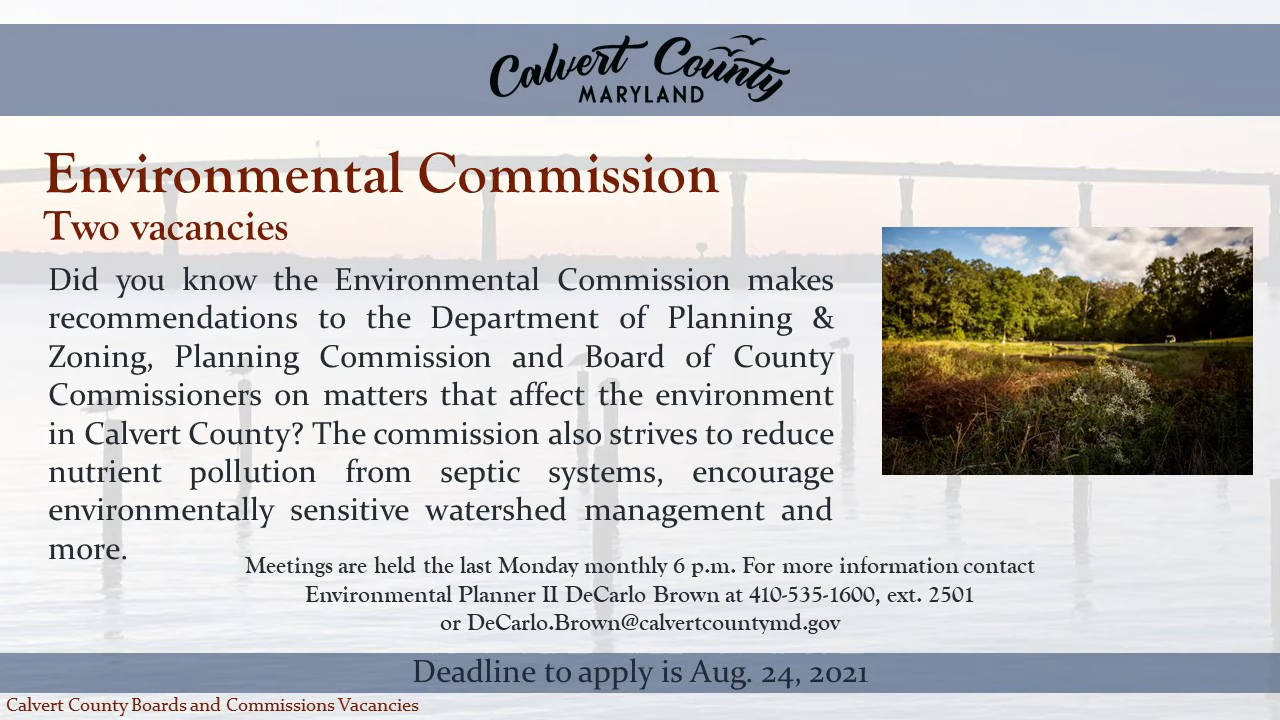 Calvert County
MARYLAND
Environmental Commission
Two vacancies
Did you know the Environmental Commission makes
recommendations to the Department of Planning &
Zoning, Planning Commission and Board of County
Commissioners on matters that affect the environment
in Calvert County? The commission also strives to reduce
nutrient pollution from septic systems, encourage
environmentally sensitive watershed management and
more.
Meetings are held the last Monday monthly 6 p.m. For more information contact
Environmental Planner II DeCarlo Brown at 410-535-1600, ext. 2501
or DeCarlo.Brown@calvertcountymd.gov
Deadline to apply is Aug. 24, 2021
Calvert County Boards and Commissions Vacancies